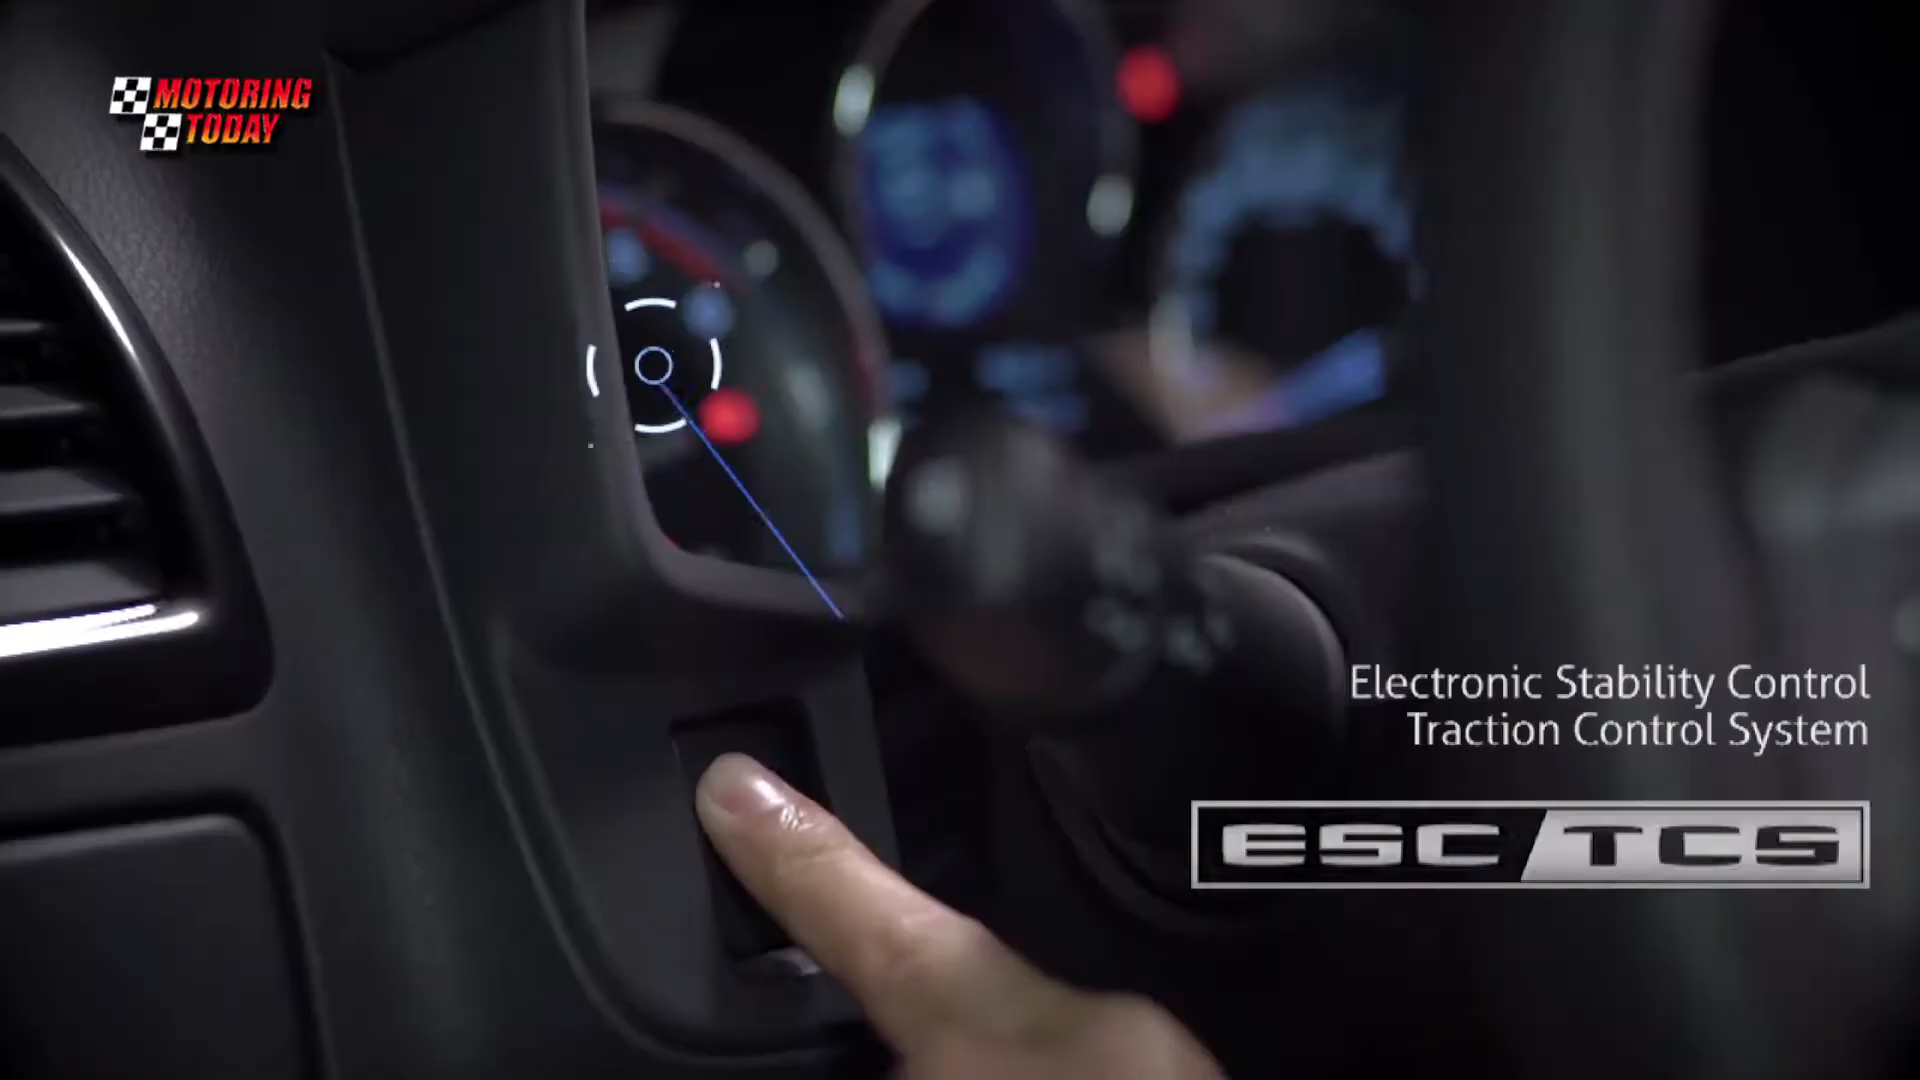 MOTORING
TODAY
Electronic Stability Control
Traction Control System
ESC/TCS